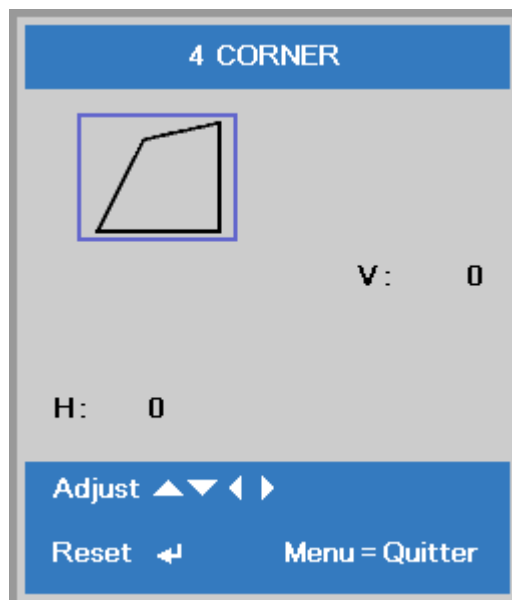 4 CORNER
V: 0
H: 0
Adjust ▲▼◀▶
Reset ↵ Menu = Quitter